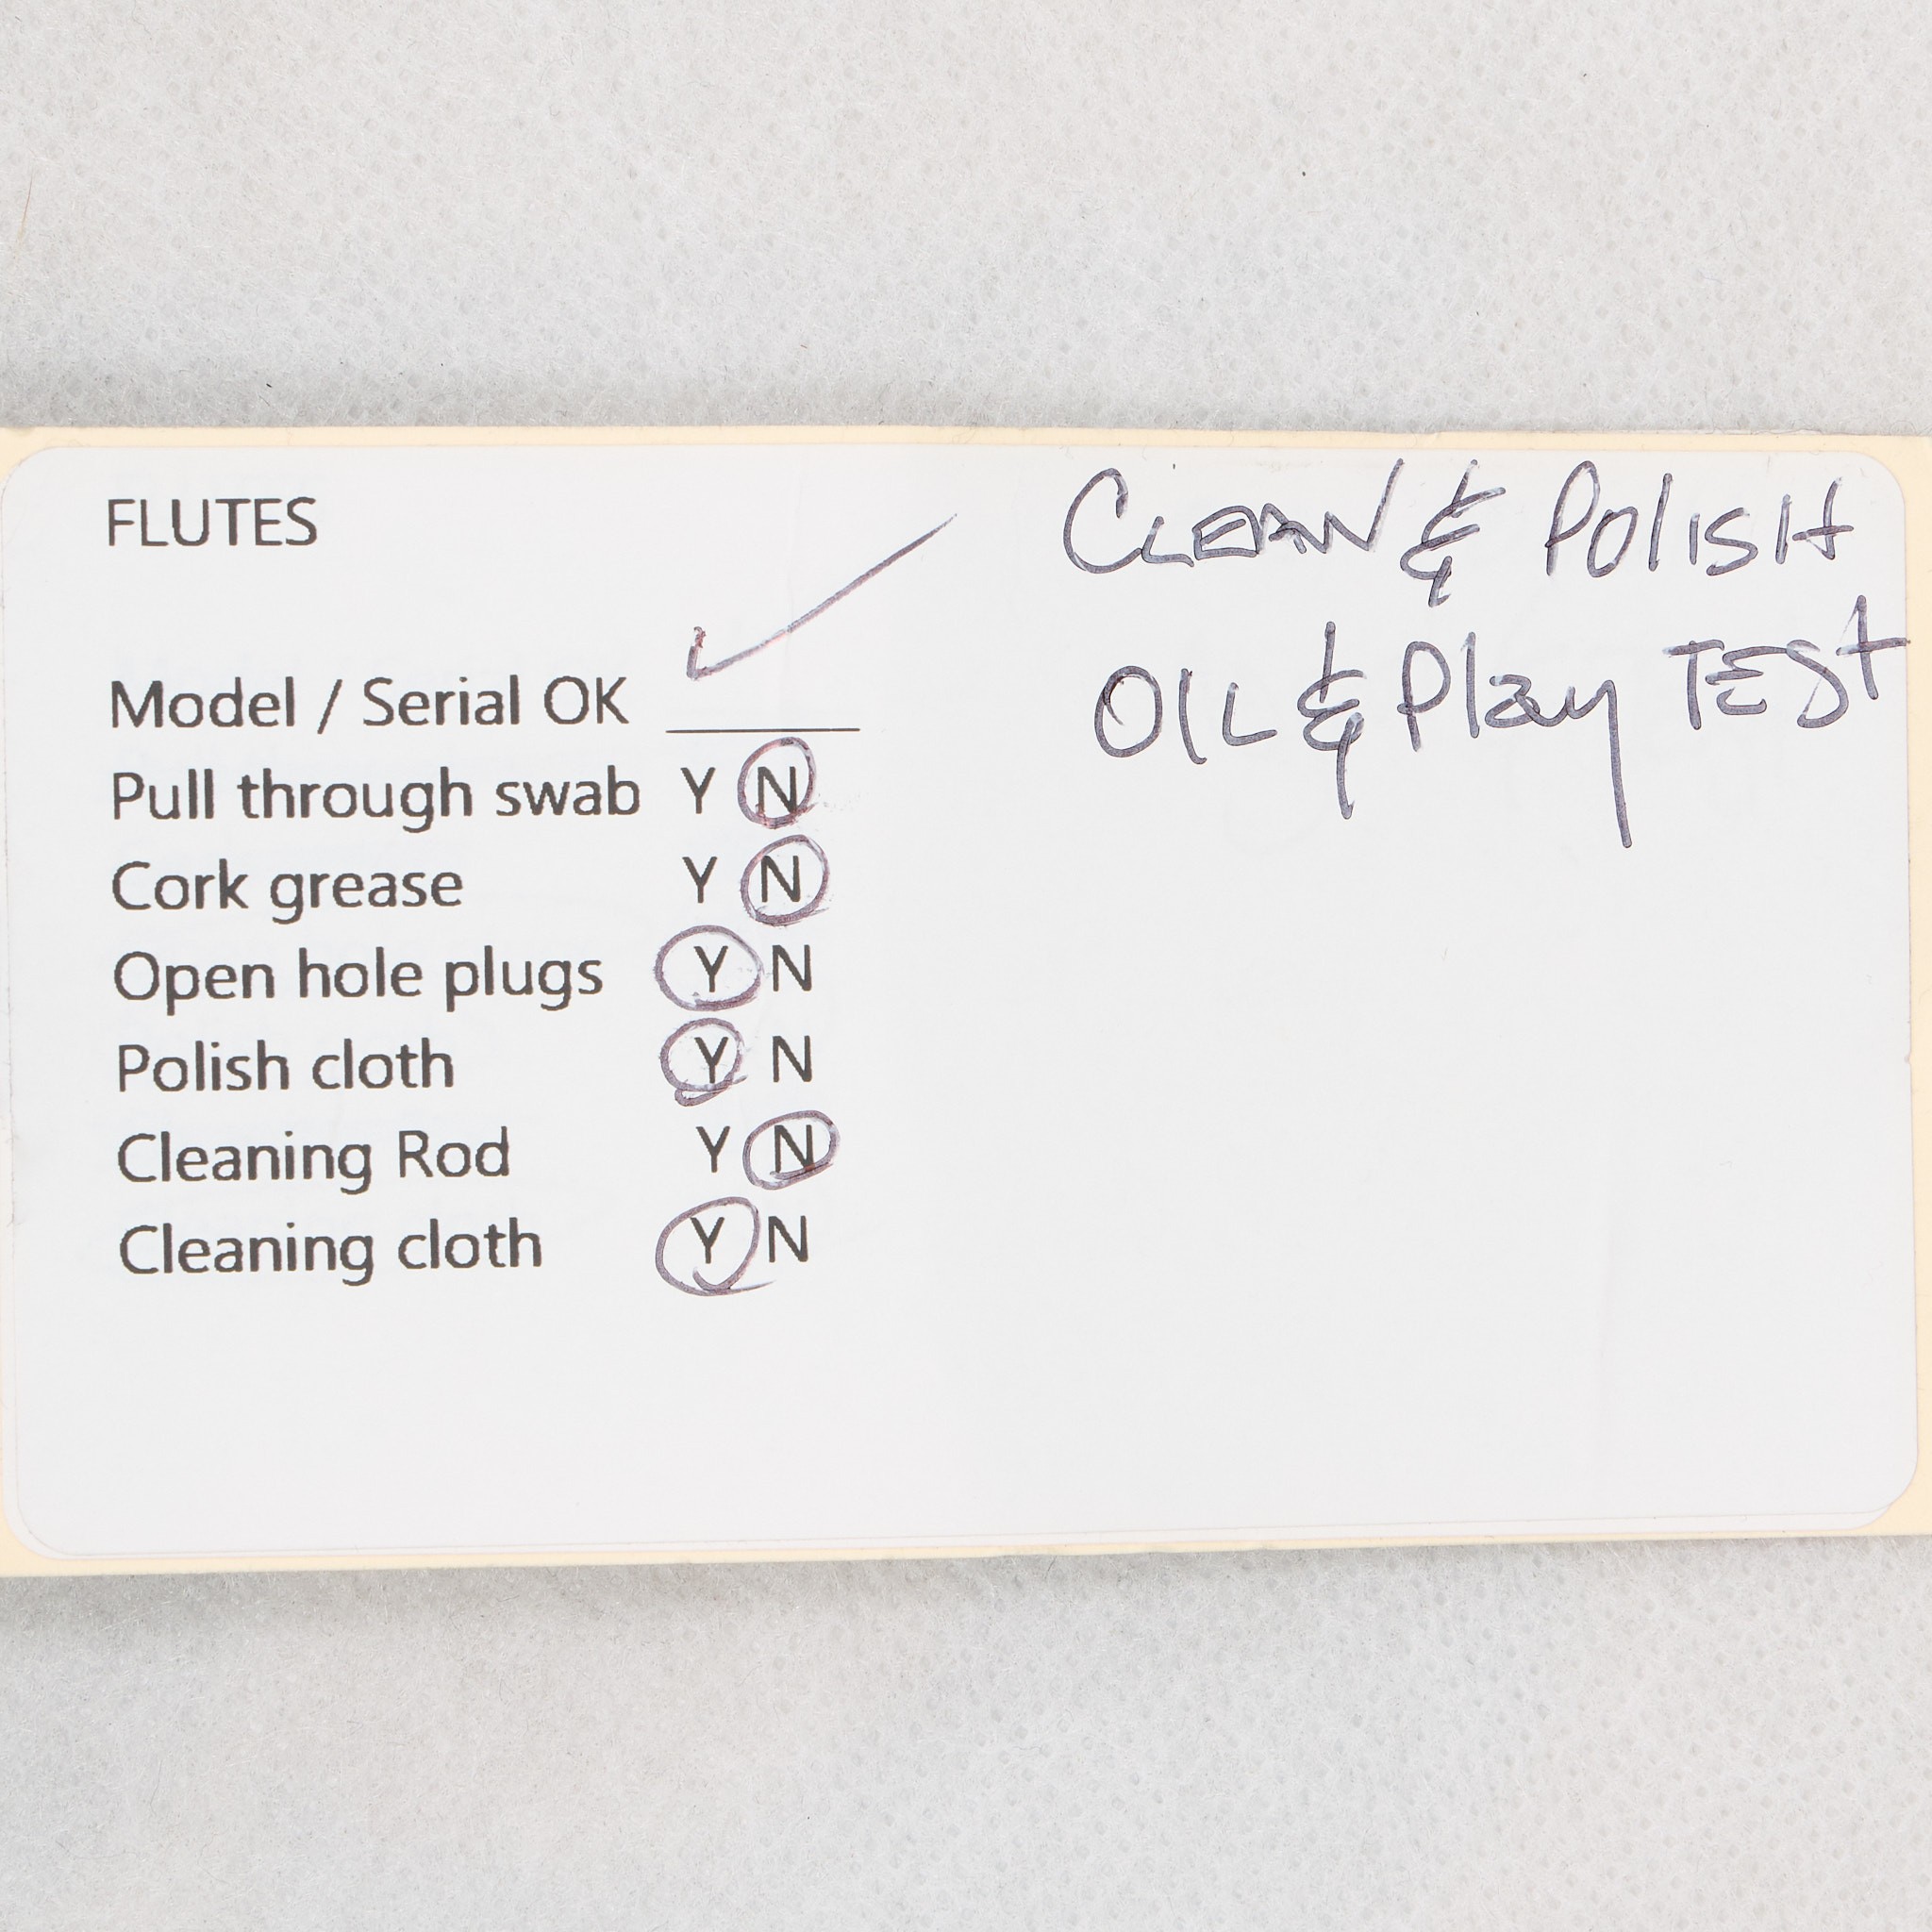 FLUTES
Model / Serial OK ✓
Pull through swab Y N
Cork grease Y N
Open hole plugs Y N
Polish cloth Y N
Cleaning Rod Y N
Cleaning cloth Y N
CLEAN & POlISH
OIL & Play TEST